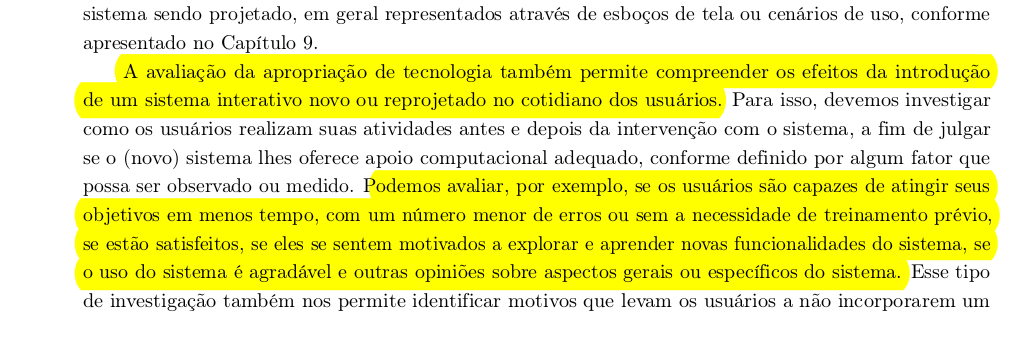 sistema sendo projetado, em geral representados através de esboços de tela ou cenários de uso, conforme
apresentado no Capítulo 9.
A avaliação da apropriação de tecnologia também permite compreender os efeitos da introdução
de um sistema interativo novo ou reprojetado no cotidiano dos usuários. Para isso, devemos investigar
como os usuários realizam suas atividades antes e depois da intervenção com o sistema, a fim de julgar
se o (novo) sistema lhes oferece apoio computacional adequado, conforme definido por algum fator que
possa ser observado ou medido. Podemos avaliar, por exemplo, se os usuários são capazes de atingir seus
objetivos em menos tempo, com um número menor de erros ou sem a necessidade de treinamento prévio,
se estão satisfeitos, se eles se sentem motivados a explorar e aprender novas funcionalidades do sistema, se
o uso do sistema é agradável e outras opiniões sobre aspectos gerais ou específicos do sistema. Esse tipo
de investigação também nos permite identificar motivos que levam os usuários a não incorporarem um